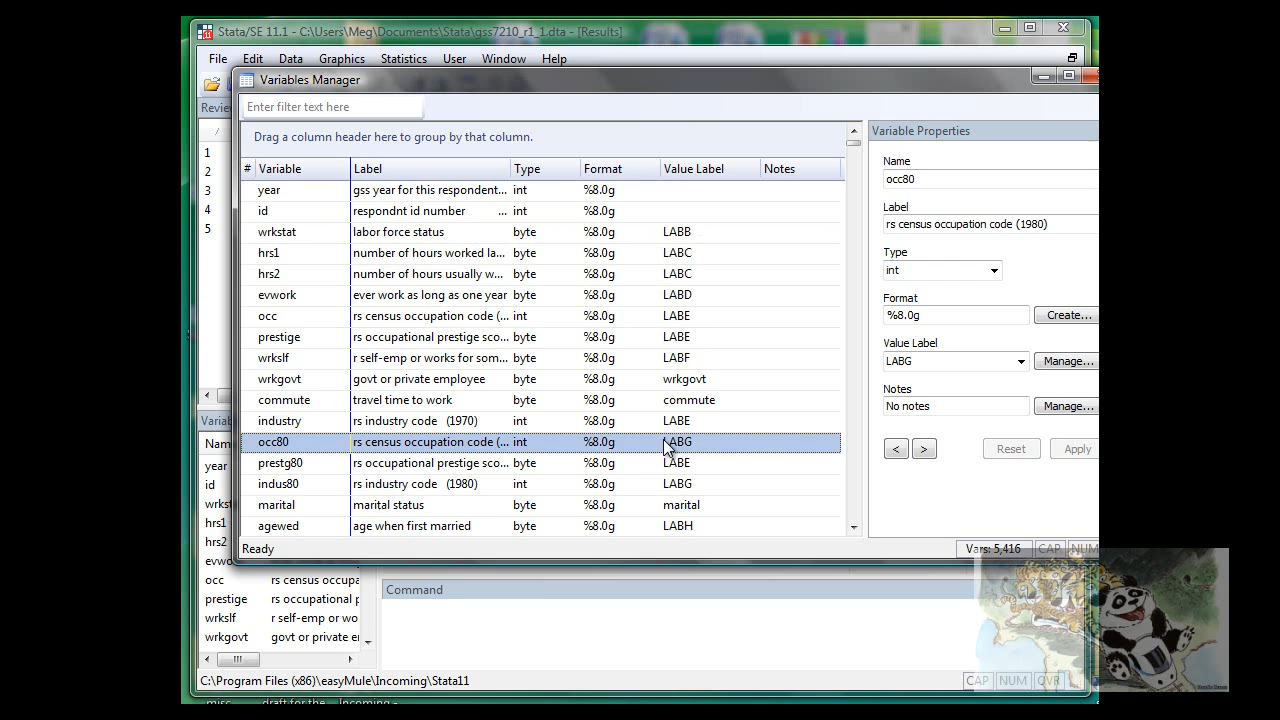 Stata/SE 11.1 - C:\Users\Meg\Documents\Stata\gss7210_r1_1.dta - [Results]
File Edit Data Graphics Statistics User Window Help
Variables Manager
Enter filter text here
Drag a column header here to group by that column.
# Variable Label Type Format Value Label Notes
year gss year for this respondent... int %8.0g
id respondnt id number ... int %8.0g
wrkstat labor force status byte %8.0g LABB
hrs1 number of hours worked la... byte %8.0g LABC
hrs2 number of hours usually w... byte %8.0g LABC
evwork ever work as long as one year byte %8.0g LABD
occ rs census occupation code (... int %8.0g LABE
prestige rs occupational prestige sco... byte %8.0g LABE
wrkslf r self-emp or works for som... byte %8.0g LABF
wrkgovt govt or private employee byte %8.0g wrkgovt
commute travel time to work byte %8.0g commute
industry rs industry code (1970) int %8.0g LABE
occ80 rs census occupation code (... int %8.0g LABG
prestg80 rs occupational prestige sco... byte %8.0g LABE
indus80 rs industry code (1980) int %8.0g LABG
marital marital status byte %8.0g marital
agewed age when first married byte %8.0g LABH
Ready Vars: 5,416 CAP NUM
Variable Properties
Name
occ80
Label
rs census occupation code (1980)
Type
int
Format
%8.0g Create...
Value Label
LABG Manage...
Notes
No notes Manage...
< > Reset Apply
Review
1
2
3
4
5
Variab
Nam
year
id
wrkst
hrs1
hrs2
evwo
occ rs census occupa
prestige rs occupational p
wrkslf r self-emp or wor
wrkgovt govt or private er
Command
C:\Program Files (x86)\easyMule\Incoming\Stata11 CAP NUM OVR
misc draft for the Incoming -